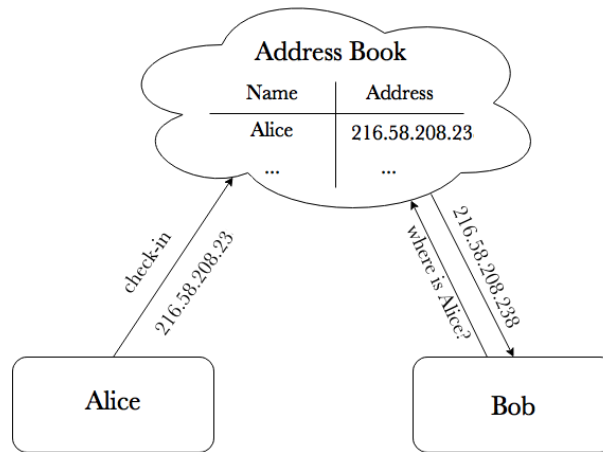 Address Book
Name Address
Alice 216.58.208.23
... ...
check-in
216.58.208.23
where is Alice?
216.58.208.238
Alice
Bob